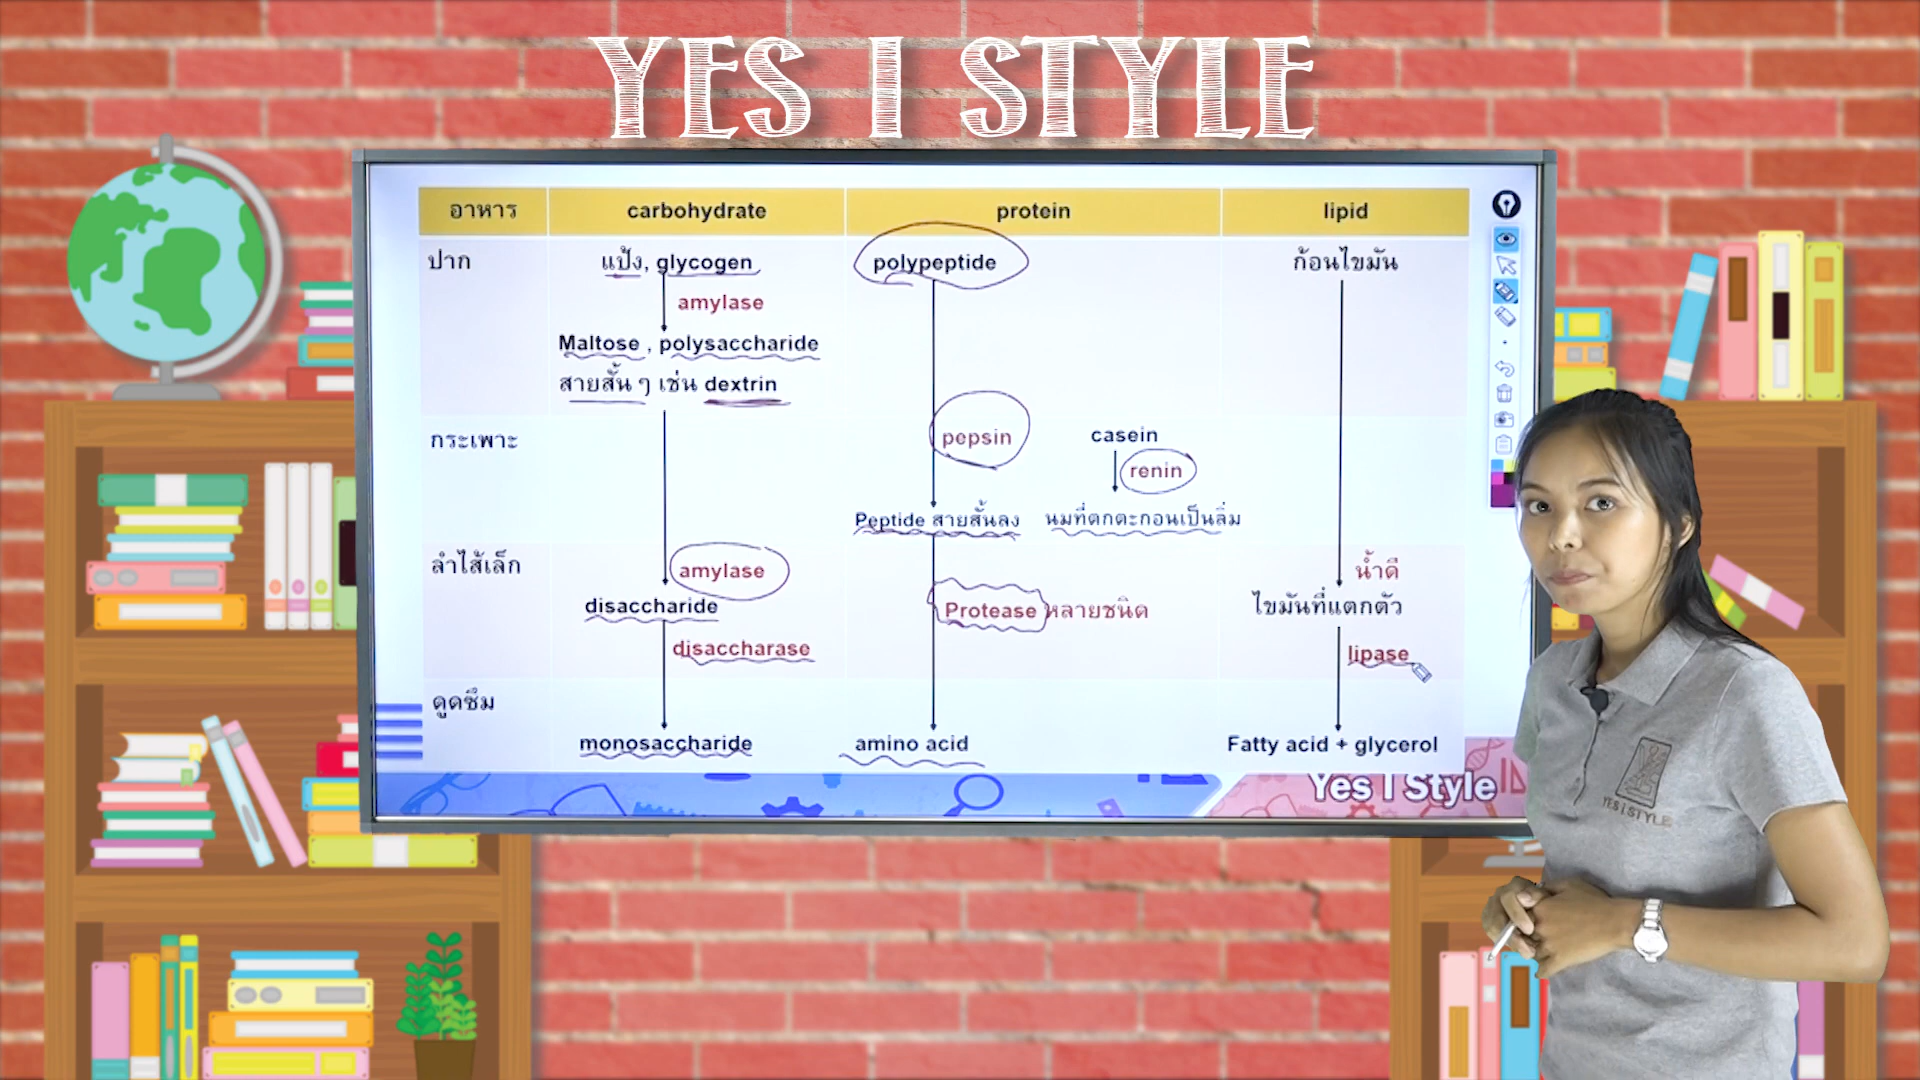 YES I STYLE
อาหาร carbohydrate protein lipid
ปาก แป้ง, glycogen polypeptide ก้อนไขมัน
amylase
Maltose , polysaccharide
สายสั้น ๆ เช่น dextrin
กระเพาะ pepsin casein
renin
Peptide สายสั้นลง นมที่ตกตะกอนเป็นลิ่ม
ลำไส้เล็ก amylase น้ำดี
disaccharide Protease หลายชนิด ไขมันที่แตกตัว
disaccharase lipase
ดูดซึม
monosaccharide amino acid Fatty acid + glycerol
Yes I Style
YES I STYLE